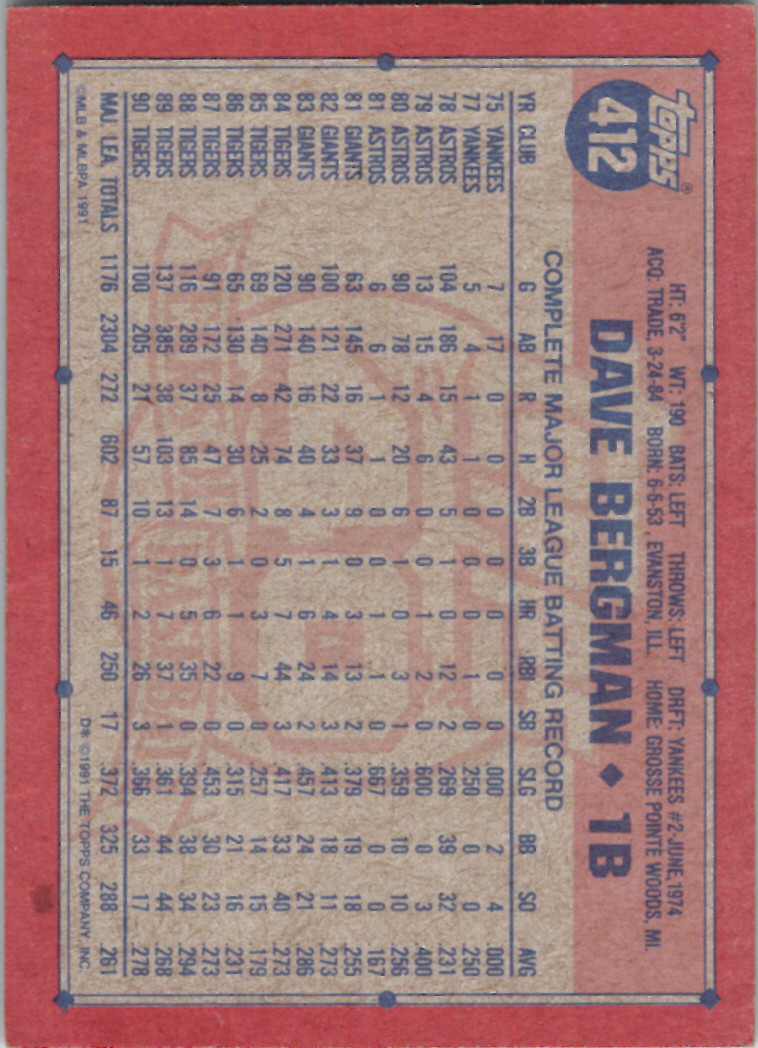 topps®
412
HT: 6'2" WT: 190 BATS: LEFT THROWS: LEFT DRFT: YANKEES #2-JUNE, 1974
ACQ: TRADE, 3-24-84 BORN: 6-6-53, EVANSTON, ILL. HOME: GROSSE POINTE WOODS, MI.
DAVE BERGMAN ♦ 1B
COMPLETE MAJOR LEAGUE BATTING RECORD
YR CLUB G AB R H 2B 3B HR RBI SB SLG BB SO AVG
75 YANKEES 7 17 0 0 0 0 0 0 0 .000 2 4 .000
77 YANKEES 5 4 1 1 0 0 0 1 0 .250 0 0 .250
78 ASTROS 104 186 15 43 5 1 0 12 2 .269 39 32 .231
79 ASTROS 13 15 4 6 0 0 1 2 0 .600 0 3 .400
80 ASTROS 90 78 12 20 6 1 0 3 1 .359 10 10 .256
81 ASTROS 6 6 1 1 0 0 1 1 0 .667 0 0 .167
81 GIANTS 63 145 16 37 9 0 3 13 2 .379 19 18 .255
82 GIANTS 100 121 22 33 3 1 4 14 3 .413 18 11 .273
83 GIANTS 90 140 16 40 4 1 6 24 2 .457 24 21 .286
84 TIGERS 120 271 42 74 8 5 7 44 3 .417 33 40 .273
85 TIGERS 69 140 8 25 2 0 3 7 0 .257 14 15 .179
86 TIGERS 65 130 14 30 6 1 1 9 0 .315 21 16 .231
87 TIGERS 91 172 25 47 7 3 6 22 0 .453 30 23 .273
88 TIGERS 116 289 37 85 14 0 5 35 0 .394 38 34 .294
89 TIGERS 137 385 38 103 13 1 7 37 1 .361 44 44 .268
90 TIGERS 100 205 21 57 10 1 2 26 3 .366 33 17 .278
MAJ. LEA. TOTALS 1176 2304 272 602 87 15 46 250 17 .372 325 288 .261
©MLB & MLBPA 1991 D* ©1991 THE TOPPS COMPANY, INC.